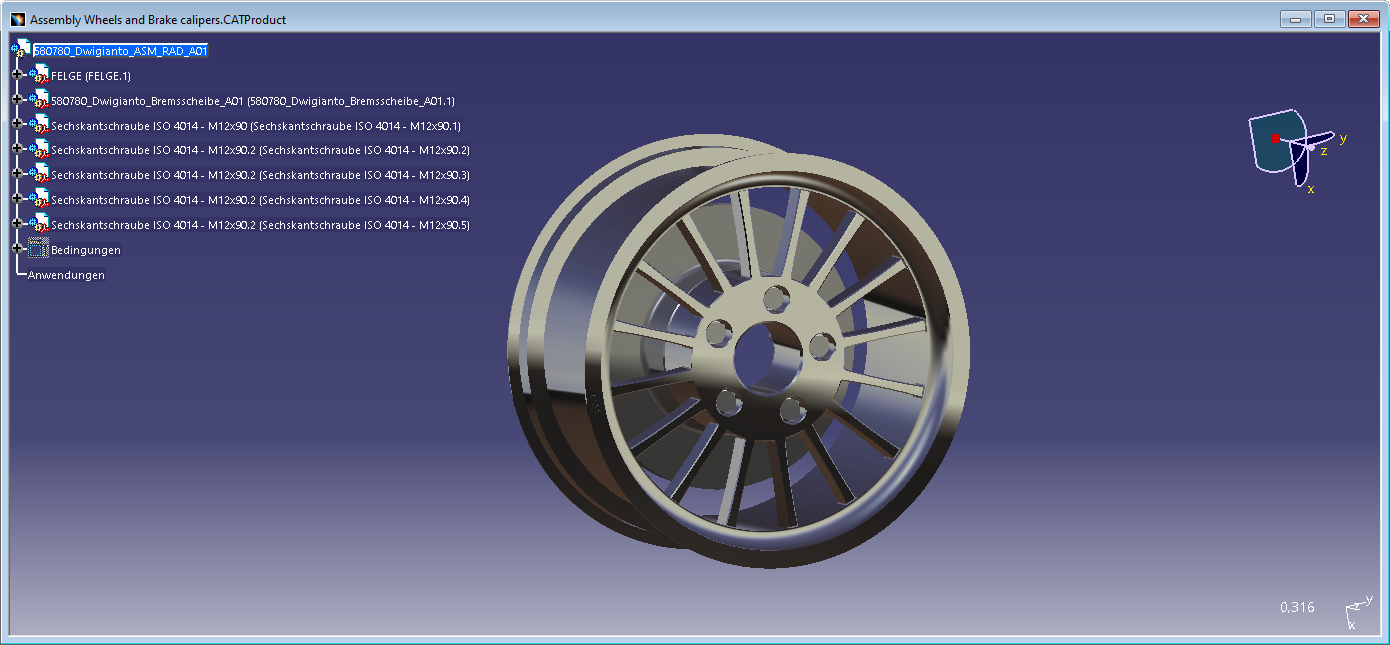 Assembly Wheels and Brake calipers.CATProduct
580780_Dwigianto_ASM_RAD_A01
FELGE (FELGE.1)
580780_Dwigianto_Bremsscheibe_A01 (580780_Dwigianto_Bremsscheibe_A01.1)
Sechskantschraube ISO 4014 - M12x90 (Sechskantschraube ISO 4014 - M12x90.1)
Sechskantschraube ISO 4014 - M12x90.2 (Sechskantschraube ISO 4014 - M12x90.2)
Sechskantschraube ISO 4014 - M12x90.2 (Sechskantschraube ISO 4014 - M12x90.3)
Sechskantschraube ISO 4014 - M12x90.2 (Sechskantschraube ISO 4014 - M12x90.4)
Sechskantschraube ISO 4014 - M12x90.2 (Sechskantschraube ISO 4014 - M12x90.5)
Bedingungen
Anwendungen
y
z
x
0,316
y
z
x